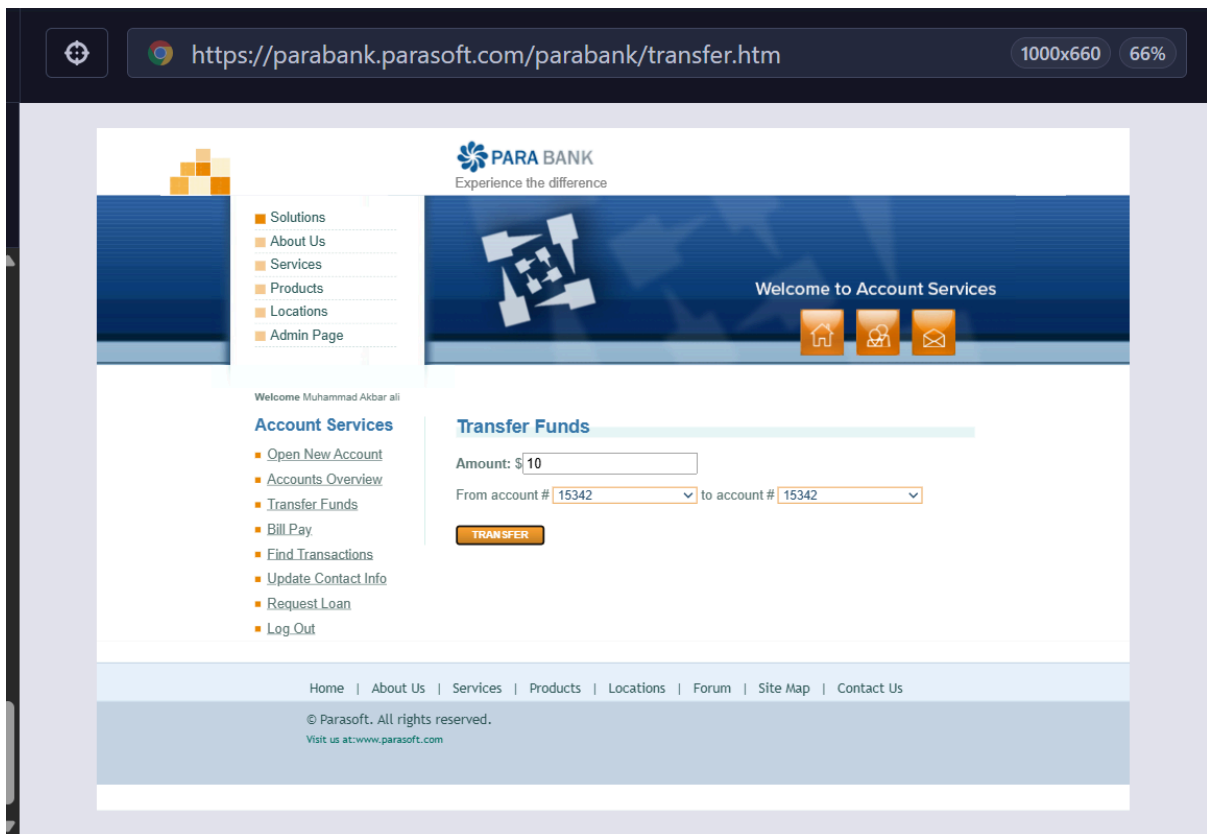 https://parabank.parasoft.com/parabank/transfer.htm 1000x660 66%
PARA BANK
Experience the difference
Solutions
About Us
Services
Products
Locations
Admin Page
Welcome to Account Services
Welcome Muhammad Akbar ali
Account Services
Open New Account
Accounts Overview
Transfer Funds
Bill Pay
Find Transactions
Update Contact Info
Request Loan
Log Out
Transfer Funds
Amount: $ 10
From account # 15342 to account # 15342
TRANSFER
Home | About Us | Services | Products | Locations | Forum | Site Map | Contact Us
© Parasoft. All rights reserved.
Visit us at:www.parasoft.com